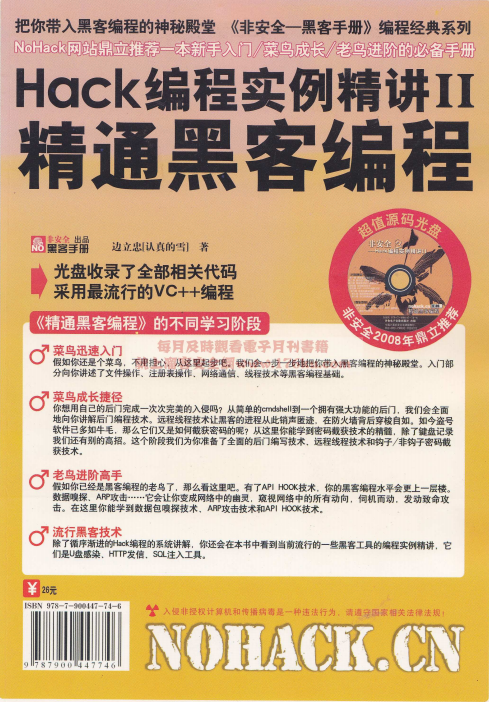 把你带入黑客编程的神秘殿堂 《非安全—黑客手册》编程经典系列
NoHack网站鼎立推荐一本新手入门/菜鸟成长/老鸟进阶的必备手册
Hack编程实例精讲II
精通黑客编程
非安全 出品
NO 黑客手册
边立忠[认真的雪] 著
超值源码光盘
非安全2008年鼎立推荐
光盘收录了全部相关代码
采用最流行的VC++编程
《精通黑客编程》的不同学习阶段
每月及時觀看電子月刊書籍
菜鸟迅速入门
假如你还是个菜鸟，不用担心，从这里起步吧。我们会一步一步地把你带入黑客编程的神秘殿堂。入门部
分向你讲述了文件操作、注册表操作、网络通信、线程技术等黑客编程基础。
菜鸟成长捷径
你想用自己的后门完成一次次完美的入侵吗？从简单的cmdshell到一个拥有强大功能的后门，我们会全面
地向你讲解后门编程技术。远程线程技术让黑客的进程从此销声匿迹，在防火墙背后穿梭自如。如今盗号
软件已多如牛毛，那么它们又是如何截获密码的呢？从这里你能学到密码截获技术的精髓，除了键盘记录
我们还有别的高招。这个阶段我们为你准备了全面的后门编写技术、远程线程技术和钩子/非钩子密码截
获技术。
老鸟进阶高手
假如你已经是黑客编程的老鸟了，那么看这里吧。有了API HOOK技术，你的黑客编程水平会更上一层楼。
数据嗅探、ARP攻击……它会让你变成网络中的幽灵，窥视网络中的所有动向，伺机而动，发动致命攻
击。在这里你能学到数据包嗅探技术、ARP攻击技术和API HOOK技术。
流行黑客技术
除了循序渐进的Hack编程的系统讲解，你还会在本书中看到当前流行的一些黑客工具的编程实例精讲，它
们是U盘感染、HTTP发信、SQL注入工具。
¥ 26元
ISBN 978-7-900447-74-6
9 787900 447746
入侵非授权计算机和传播病毒是一种违法行为，请遵守国家相关法律法规！
NOHACK.CN